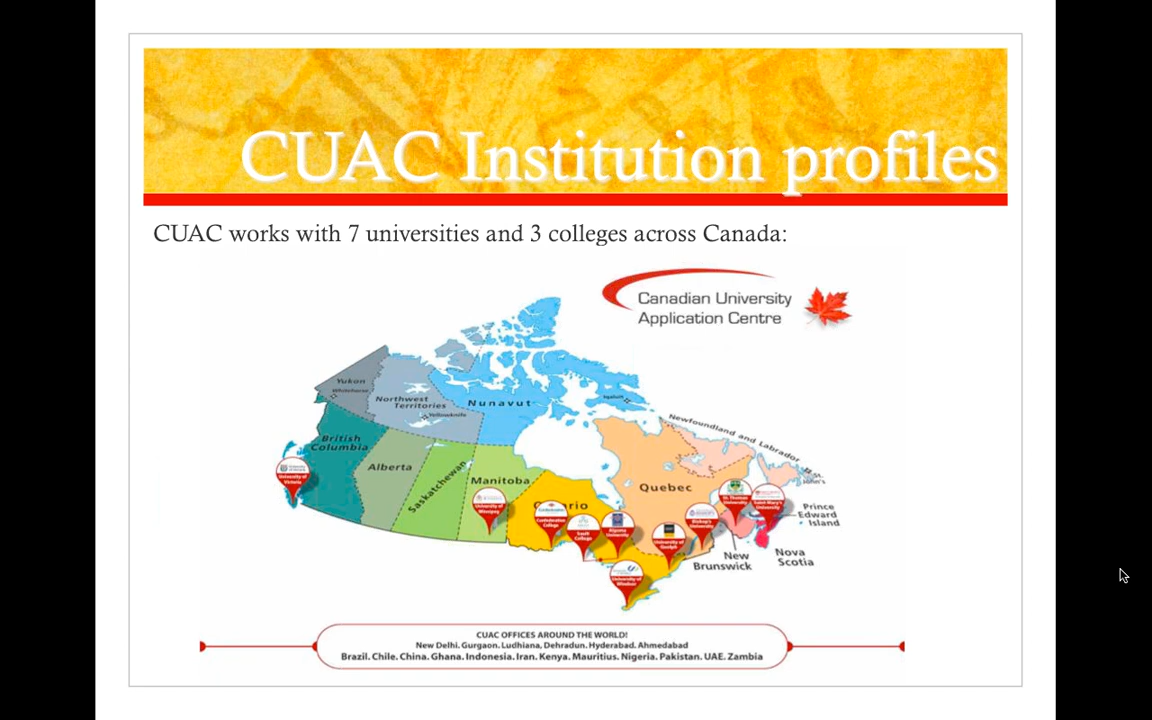 CUAC Institution profiles
CUAC works with 7 universities and 3 colleges across Canada:
Canadian University
Application Centre
Yukon
Whitehorse
Northwest
Territories
Yellowknife
Nunavut
Iqaluit
Newfoundland and Labrador
St.
John's
British
Columbia
Alberta
Saskatchewan
Manitoba
Quebec
Prince
Edward
Island
Nova
Scotia
New
Brunswick
University of
Victoria
University of
Winnipeg
Confederation
College
Sault
College
Algoma
University
University of
Guelph
University of
Windsor
Bishop's
University
St. Thomas
University
Saint Mary's
University
CUAC OFFICES AROUND THE WORLD!
New Delhi. Gurgaon. Ludhiana, Dehradun. Hyderabad. Ahmedabad
Brazil. Chile. China. Ghana. Indonesia. Iran. Kenya. Mauritius. Nigeria. Pakistan. UAE. Zambia